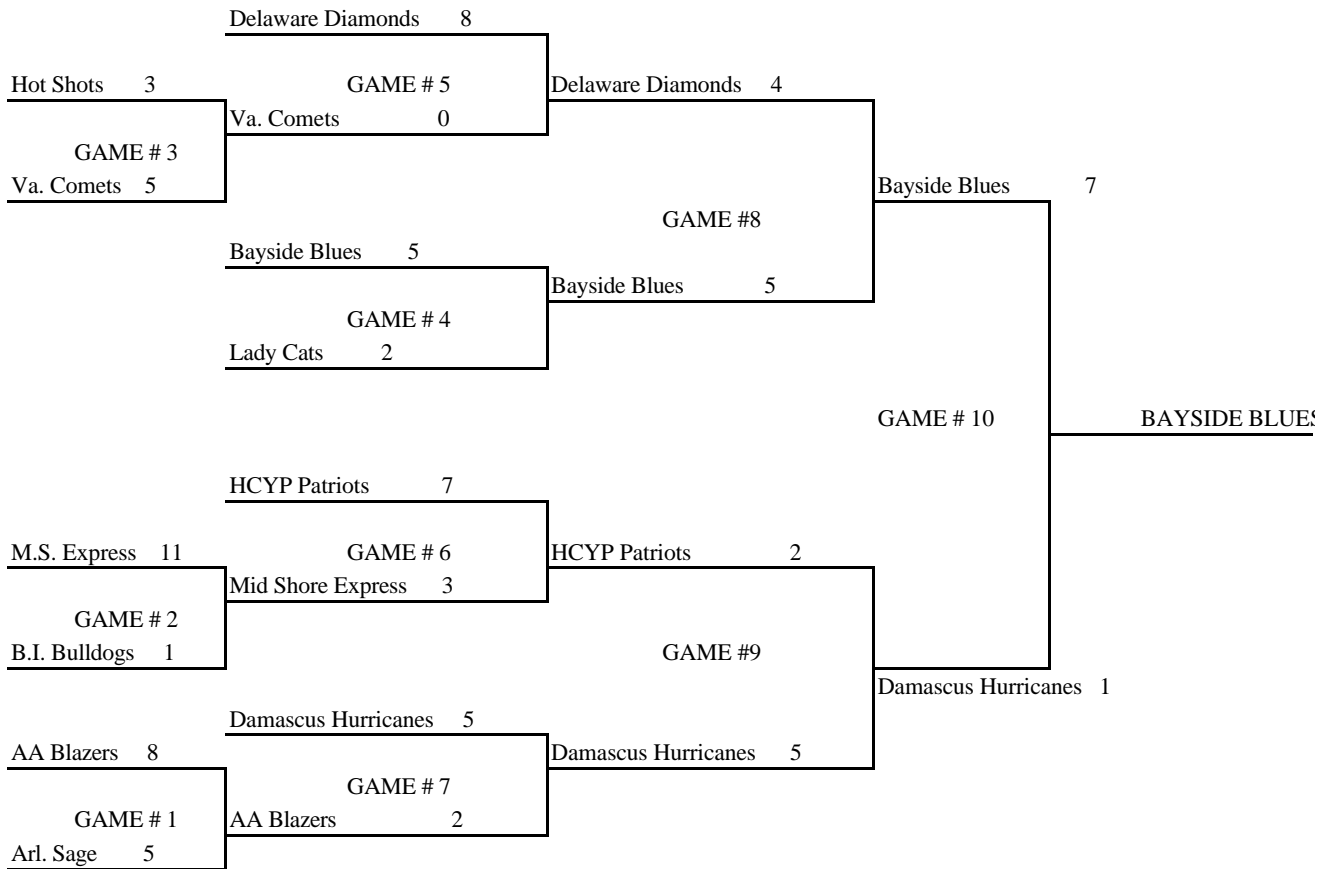 Delaware Diamonds 8
Hot Shots 3
GAME # 5
Delaware Diamonds 4
Va. Comets 0
GAME # 3
Va. Comets 5
Bayside Blues 7
GAME #8
Bayside Blues 5
Bayside Blues 5
GAME # 4
Lady Cats 2
GAME # 10
BAYSIDE BLUES
HCYP Patriots 7
M.S. Express 11
GAME # 6
HCYP Patriots 2
Mid Shore Express 3
GAME # 2
B.I. Bulldogs 1
GAME #9
Damascus Hurricanes 1
Damascus Hurricanes 5
AA Blazers 8
Damascus Hurricanes 5
GAME # 7
GAME # 1
AA Blazers 2
Arl. Sage 5